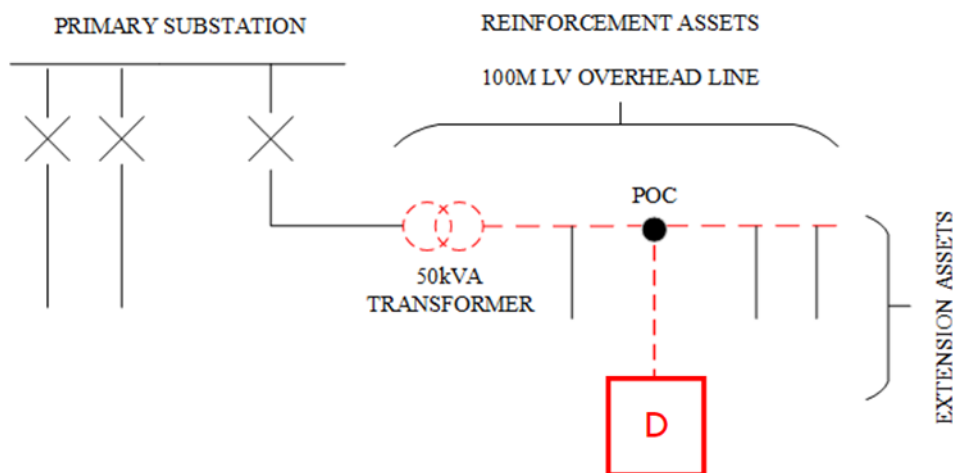 PRIMARY SUBSTATION
REINFORCEMENT ASSETS
100M LV OVERHEAD LINE
POC
50kVA
TRANSFORMER
EXTENSION ASSETS
D